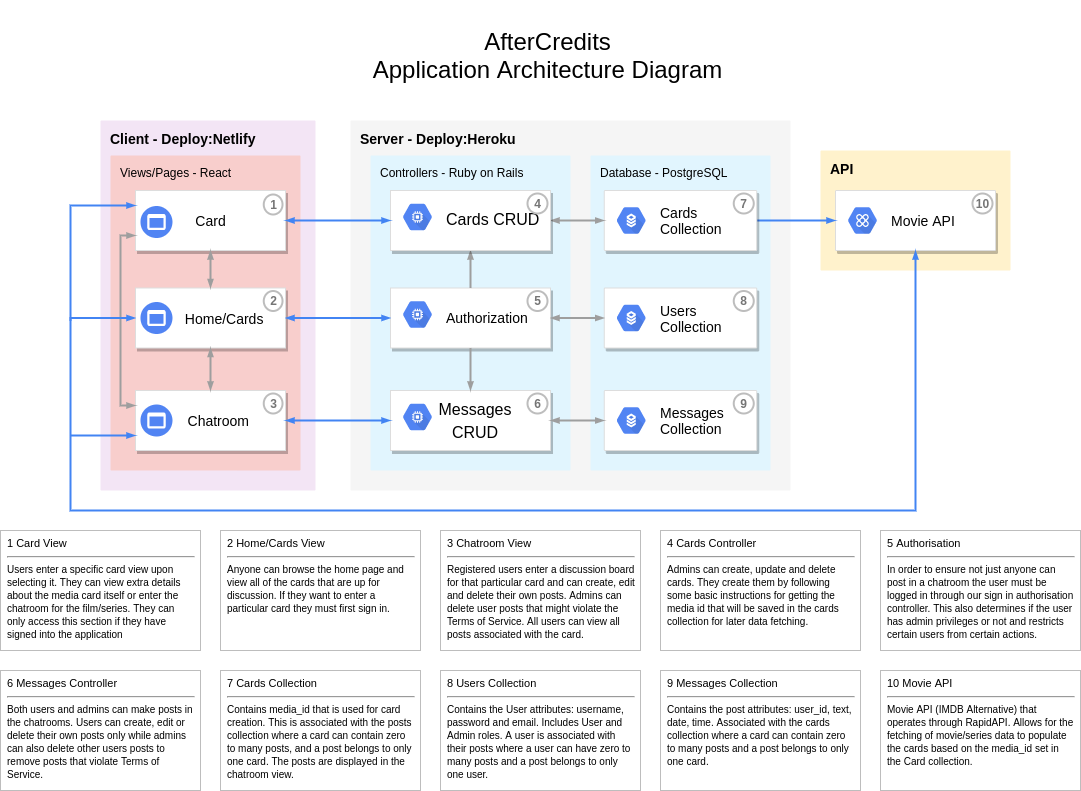 AfterCredits
Application Architecture Diagram
Client - Deploy:Netlify
Server - Deploy:Heroku
API
Views/Pages - React
Controllers - Ruby on Rails
Database - PostgreSQL
1
Card
4
Cards CRUD
7
Cards
Collection
10
Movie API
2
Home/Cards
5
Authorization
8
Users
Collection
3
Chatroom
6
Messages
CRUD
9
Messages
Collection
1 Card View
Users enter a specific card view upon
selecting it. They can view extra details
about the media card itself or enter the
chatroom for the film/series. They can
only access this section if they have
signed into the application
2 Home/Cards View
Anyone can browse the home page and
view all of the cards that are up for
discussion. If they want to enter a
particular card they must first sign in.
3 Chatroom View
Registered users enter a discussion board
for that particular card and can create, edit
and delete their own posts. Admins can
delete user posts that might violate the
Terms of Service. All users can view all
posts associated with the card.
4 Cards Controller
Admins can create, update and delete
cards. They create them by following
some basic instructions for getting the
media id that will be saved in the cards
collection for later data fetching.
5 Authorisation
In order to ensure not just anyone can
post in a chatroom the user must be
logged in through our sign in authorisation
controller. This also determines if the user
has admin privileges or not and restricts
certain users from certain actions.
6 Messages Controller
Both users and admins can make posts in
the chatrooms. Users can create, edit or
delete their own posts only while admins
can also delete other users posts to
remove posts that violate Terms of
Service.
7 Cards Collection
Contains media_id that is used for card
creation. This is associated with the posts
collection where a card can contain zero
to many posts, and a post belongs to only
one card. The posts are displayed in the
chatroom view.
8 Users Collection
Contains the User attributes: username,
password and email. Includes User and
Admin roles. A user is associated with
their posts where a user can have zero to
many posts and a post belongs to only
one user.
9 Messages Collection
Contains the post attributes: user_id, text,
date, time. Associated with the cards
collection where a card can contain zero
to many posts and a post belongs to only
one card.
10 Movie API
Movie API (IMDB Alternative) that
operates through RapidAPI. Allows for the
fetching of movie/series data to populate
the cards based on the media_id set in
the Card collection.